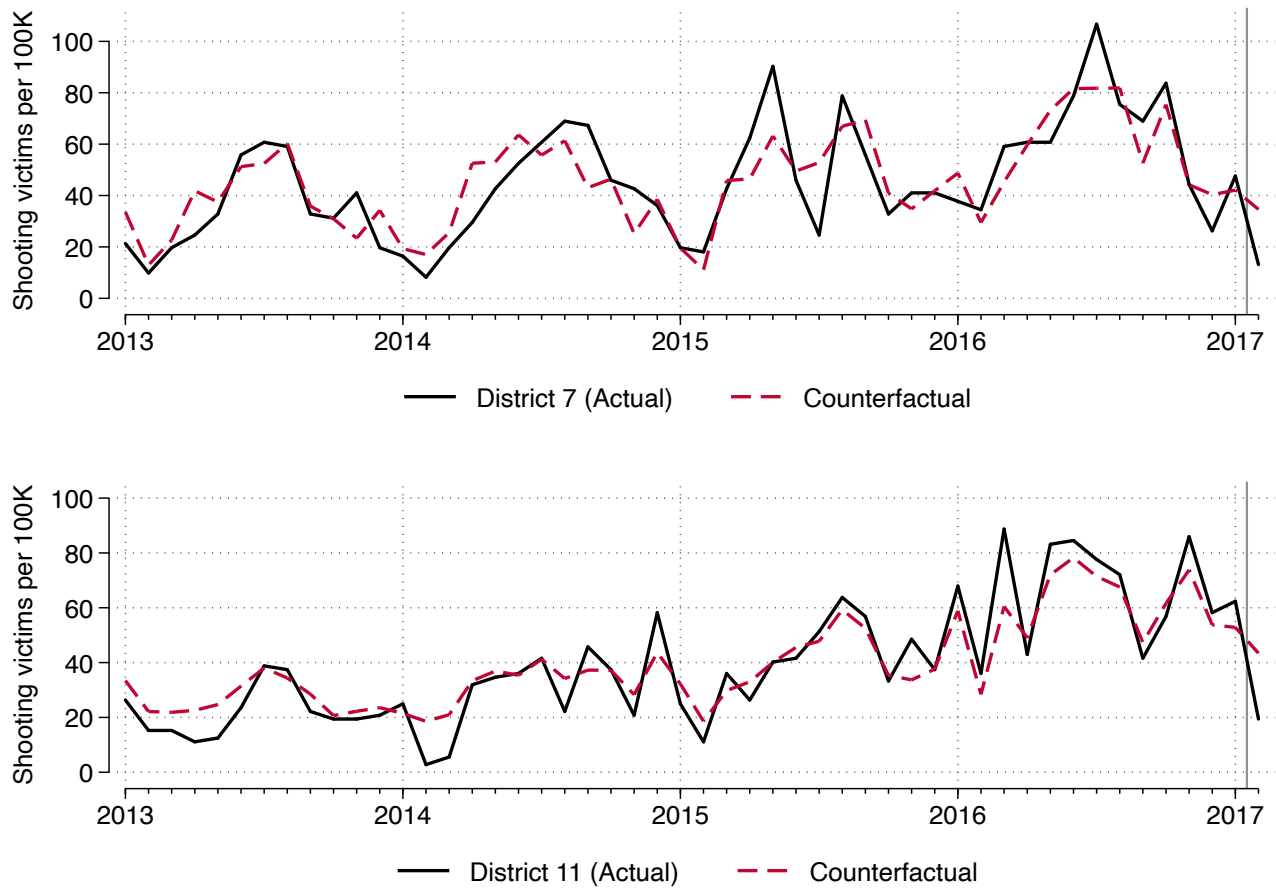 Shooting victims per 100K
100
80
60
40
20
0
2013 2014 2015 2016 2017
District 7 (Actual) Counterfactual
Shooting victims per 100K
100
80
60
40
20
0
2013 2014 2015 2016 2017
District 11 (Actual) Counterfactual